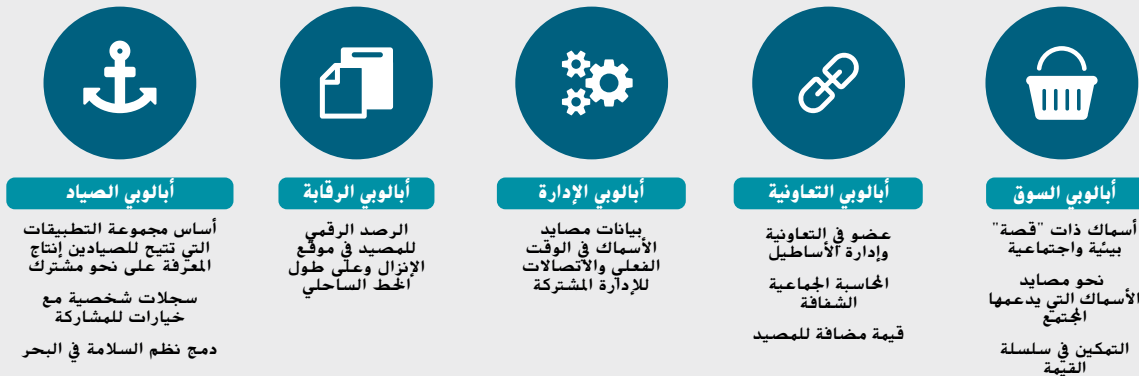 أبالوبي السوق
أسماك ذات "قصة"
بيئية واجتماعية
نحو مصايد
الأسماك التي يدعمها
المجتمع
التمكين في سلسلة
القيمة
أبالوبي التعاونية
عضو في التعاونية
وإدارة الأساطيل
المحاسبة الجماعية
الشفافة
قيمة مضافة للمصيد
أبالوبي الإدارة
بيانات مصايد
الأسماك في الوقت
الفعلي والاتصالات
للإدارة المشتركة
أبالوبي الرقابة
الرصد الرقمي
للمصيد في موقع
الإنزال وعلى طول
الخط الساحلي
أبالوبي الصياد
أساس مجموعة التطبيقات
التي تتيح للصيادين إنتاج
المعرفة على نحو مشترك
سجلات شخصية مع
خيارات للمشاركة
دمج نظم السلامة في البحر